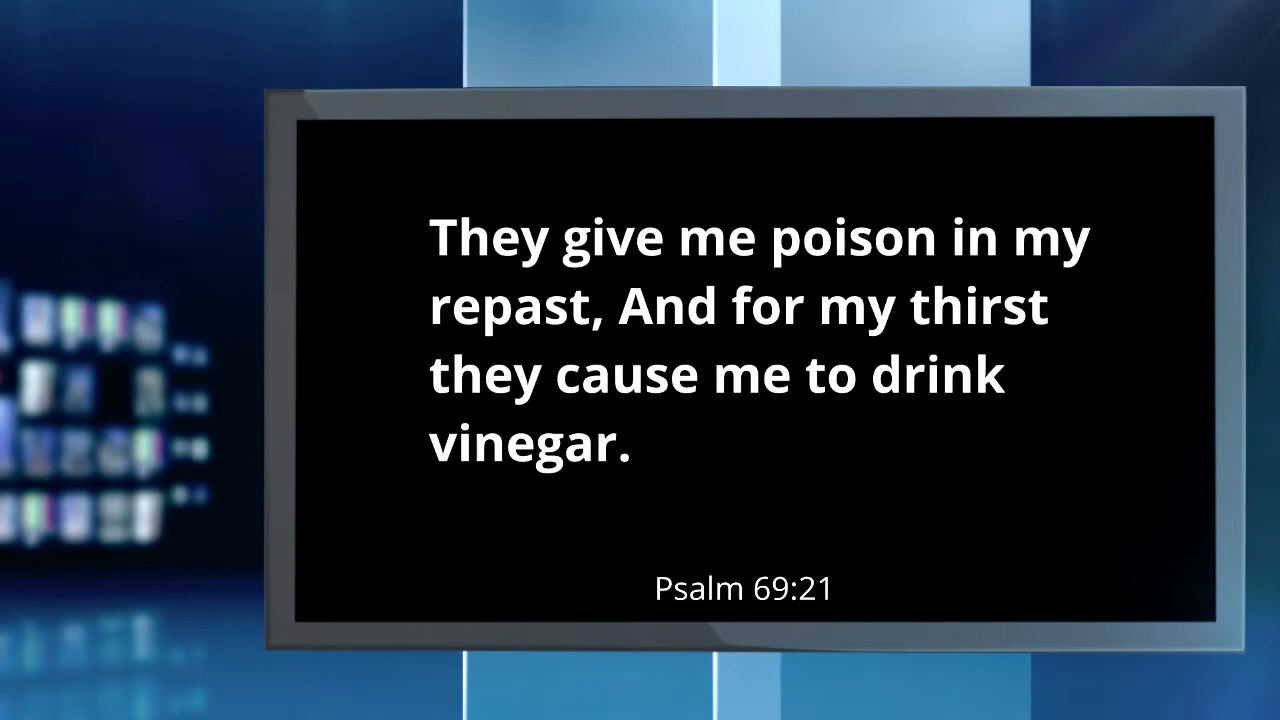 They give me poison in my
repast, And for my thirst
they cause me to drink
vinegar.
Psalm 69:21